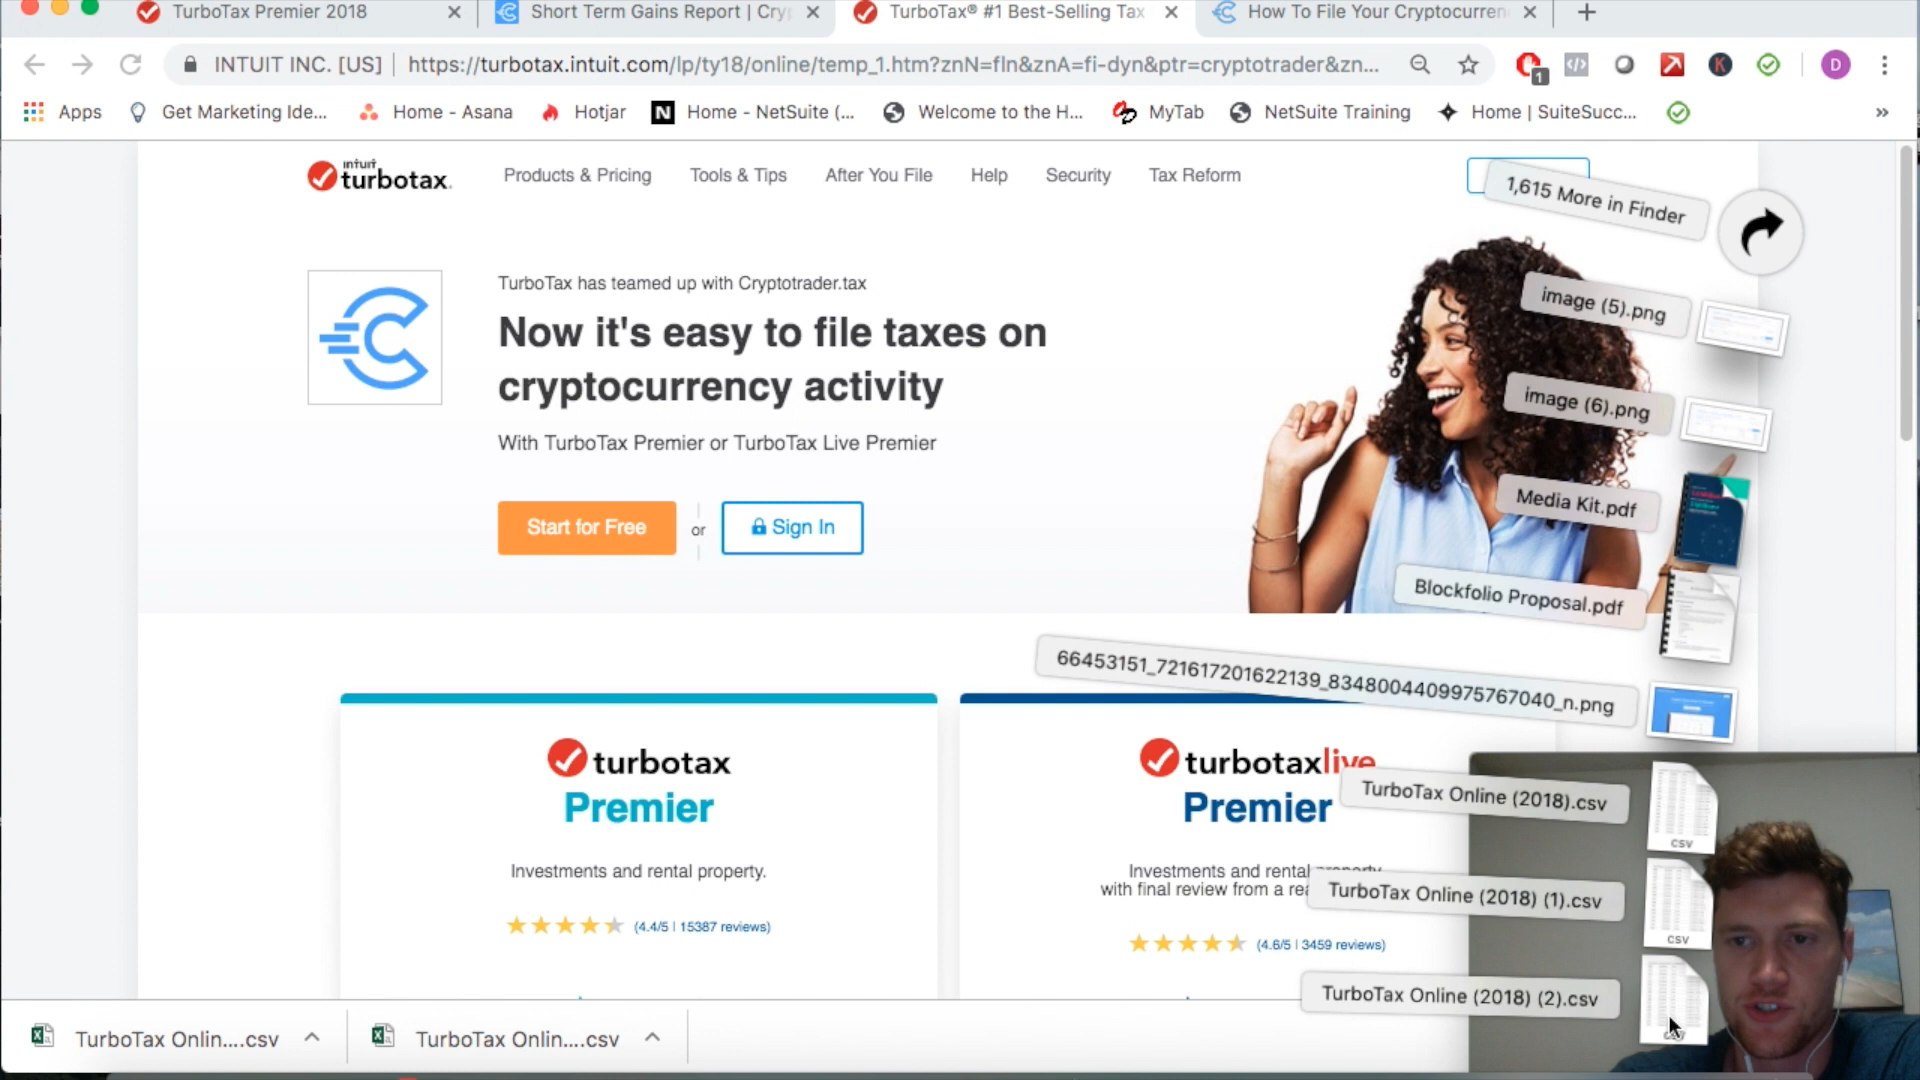 TurboTax Premier 2018
Short Term Gains Report | Cry
TurboTax® #1 Best-Selling Tax
How To File Your Cryptocurren
INTUIT INC. [US]
https://turbotax.intuit.com/lp/ty18/online/temp_1.htm?znN=fln&znA=fi-dyn&ptr=cryptotrader&zn...
1
K
D
Apps
Get Marketing Ide...
Home - Asana
Hotjar
N
Home - NetSuite (...
Welcome to the H...
MyTab
NetSuite Training
Home | SuiteSucc...
»
intuit
turbotax.
Products & Pricing
Tools & Tips
After You File
Help
Security
Tax Reform
1,615 More in Finder
TurboTax has teamed up with Cryptotrader.tax
Now it's easy to file taxes on
cryptocurrency activity
With TurboTax Premier or TurboTax Live Premier
Start for Free
or
Sign In
image (5).png
image (6).png
Media Kit.pdf
Blockfolio Proposal.pdf
66453151_721617201622139_8348004409975767040_n.png
turbotax
Premier
Investments and rental property.
(4.4/5 | 15387 reviews)
turbotaxlive
Premier
Investments and rental property
with final review from a rea
(4.6/5 | 3459 reviews)
TurboTax Online (2018).csv
CSV
TurboTax Online (2018) (1).csv
CSV
TurboTax Online (2018) (2).csv
TurboTax Onlin....csv
TurboTax Onlin....csv